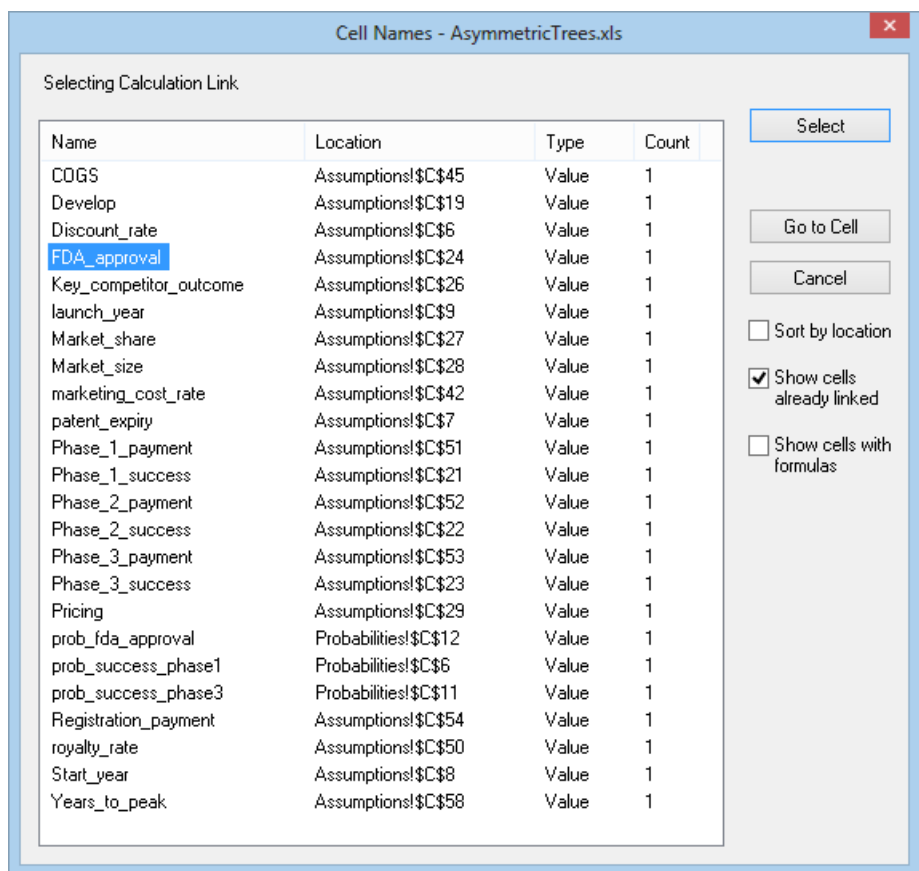 Cell Names - AsymmetricTrees.xls
Selecting Calculation Link
Name Location Type Count
COGS Assumptions!$C$45 Value 1
Develop Assumptions!$C$19 Value 1
Discount_rate Assumptions!$C$6 Value 1
FDA_approval Assumptions!$C$24 Value 1
Key_competitor_outcome Assumptions!$C$26 Value 1
launch_year Assumptions!$C$9 Value 1
Market_share Assumptions!$C$27 Value 1
Market_size Assumptions!$C$28 Value 1
marketing_cost_rate Assumptions!$C$42 Value 1
patent_expiry Assumptions!$C$7 Value 1
Phase_1_payment Assumptions!$C$51 Value 1
Phase_1_success Assumptions!$C$21 Value 1
Phase_2_payment Assumptions!$C$52 Value 1
Phase_2_success Assumptions!$C$22 Value 1
Phase_3_payment Assumptions!$C$53 Value 1
Phase_3_success Assumptions!$C$23 Value 1
Pricing Assumptions!$C$29 Value 1
prob_fda_approval Probabilities!$C$12 Value 1
prob_success_phase1 Probabilities!$C$6 Value 1
prob_success_phase3 Probabilities!$C$11 Value 1
Registration_payment Assumptions!$C$54 Value 1
royalty_rate Assumptions!$C$50 Value 1
Start_year Assumptions!$C$8 Value 1
Years_to_peak Assumptions!$C$58 Value 1
Select
Go to Cell
Cancel
Sort by location
Show cells
already linked
Show cells with
formulas